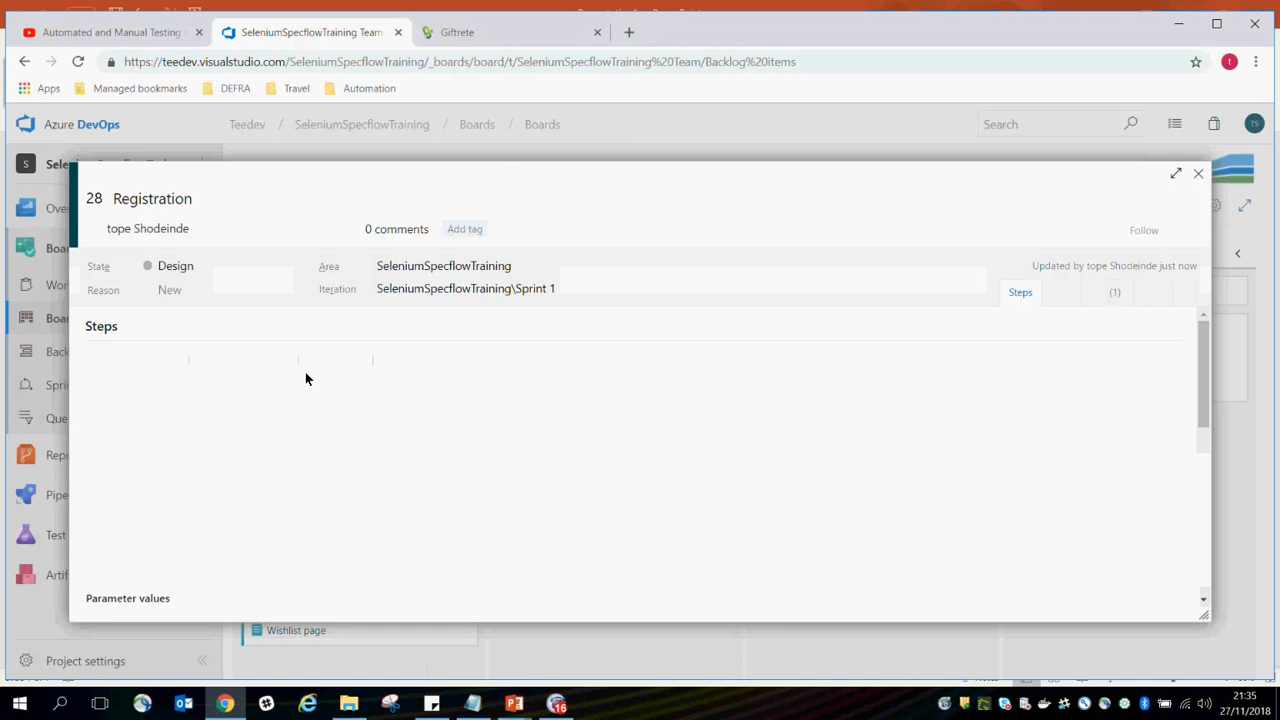 Automated and Manual Testing
SeleniumSpecflowTraining Team
Giftrete
https://teedev.visualstudio.com/SeleniumSpecflowTraining/_boards/board/t/SeleniumSpecflowTraining%20Team/Backlog%20items
t
Apps
Managed bookmarks
DEFRA
Travel
Automation
Azure DevOps
Teedev
SeleniumSpecflowTraining
Boards
Boards
Search
TS
S
28 Registration
tope Shodeinde
0 comments
Add tag
Follow
State
Design
Area
SeleniumSpecflowTraining
Updated by tope Shodeinde just now
Reason
New
Iteration
SeleniumSpecflowTraining\Sprint 1
Steps
(1)
Steps
Parameter values
Wishlist page
Project settings
16
21:35
27/11/2018